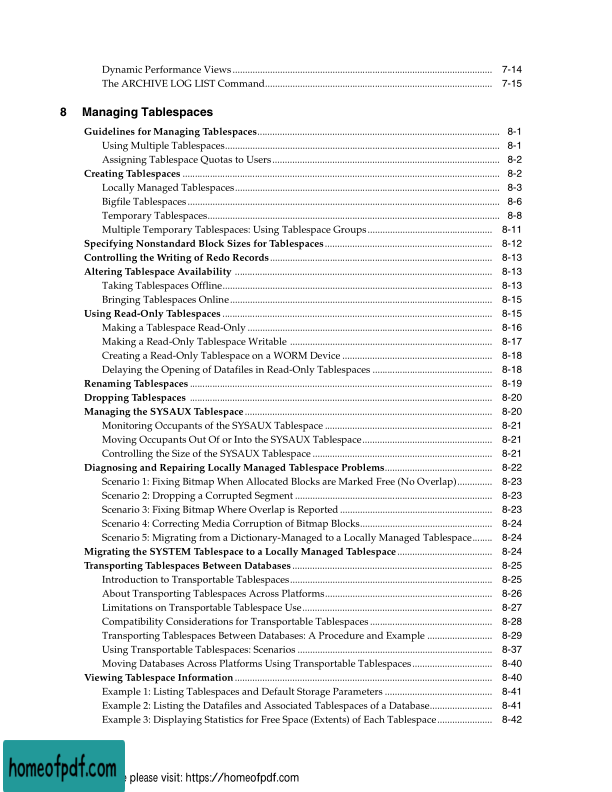 Dynamic Performance Views ........ 7-14
The ARCHIVE LOG LIST Command........ 7-15
8 Managing Tablespaces
Guidelines for Managing Tablespaces........ 8-1
Using Multiple Tablespaces........ 8-1
Assigning Tablespace Quotas to Users ........ 8-2
Creating Tablespaces ........ 8-2
Locally Managed Tablespaces ........ 8-3
Bigfile Tablespaces ........ 8-6
Temporary Tablespaces........ 8-8
Multiple Temporary Tablespaces: Using Tablespace Groups ........ 8-11
Specifying Nonstandard Block Sizes for Tablespaces ........ 8-12
Controlling the Writing of Redo Records ........ 8-13
Altering Tablespace Availability ........ 8-13
Taking Tablespaces Offline........ 8-13
Bringing Tablespaces Online ........ 8-15
Using Read-Only Tablespaces ........ 8-15
Making a Tablespace Read-Only ........ 8-16
Making a Read-Only Tablespace Writable ........ 8-17
Creating a Read-Only Tablespace on a WORM Device ........ 8-18
Delaying the Opening of Datafiles in Read-Only Tablespaces ........ 8-18
Renaming Tablespaces ........ 8-19
Dropping Tablespaces ........ 8-20
Managing the SYSAUX Tablespace ........ 8-20
Monitoring Occupants of the SYSAUX Tablespace ........ 8-21
Moving Occupants Out Of or Into the SYSAUX Tablespace........ 8-21
Controlling the Size of the SYSAUX Tablespace ........ 8-21
Diagnosing and Repairing Locally Managed Tablespace Problems........ 8-22
Scenario 1: Fixing Bitmap When Allocated Blocks are Marked Free (No Overlap)........ 8-23
Scenario 2: Dropping a Corrupted Segment ........ 8-23
Scenario 3: Fixing Bitmap Where Overlap is Reported ........ 8-23
Scenario 4: Correcting Media Corruption of Bitmap Blocks........ 8-24
Scenario 5: Migrating from a Dictionary-Managed to a Locally Managed Tablespace........ 8-24
Migrating the SYSTEM Tablespace to a Locally Managed Tablespace ........ 8-24
Transporting Tablespaces Between Databases ........ 8-25
Introduction to Transportable Tablespaces........ 8-25
About Transporting Tablespaces Across Platforms........ 8-26
Limitations on Transportable Tablespace Use ........ 8-27
Compatibility Considerations for Transportable Tablespaces ........ 8-28
Transporting Tablespaces Between Databases: A Procedure and Example ........ 8-29
Using Transportable Tablespaces: Scenarios ........ 8-37
Moving Databases Across Platforms Using Transportable Tablespaces........ 8-40
Viewing Tablespace Information ........ 8-40
Example 1: Listing Tablespaces and Default Storage Parameters ........ 8-41
Example 2: Listing the Datafiles and Associated Tablespaces of a Database........ 8-41
Example 3: Displaying Statistics for Free Space (Extents) of Each Tablespace........ 8-42
homeofpdf.com
please visit: https://homeofpdf.com